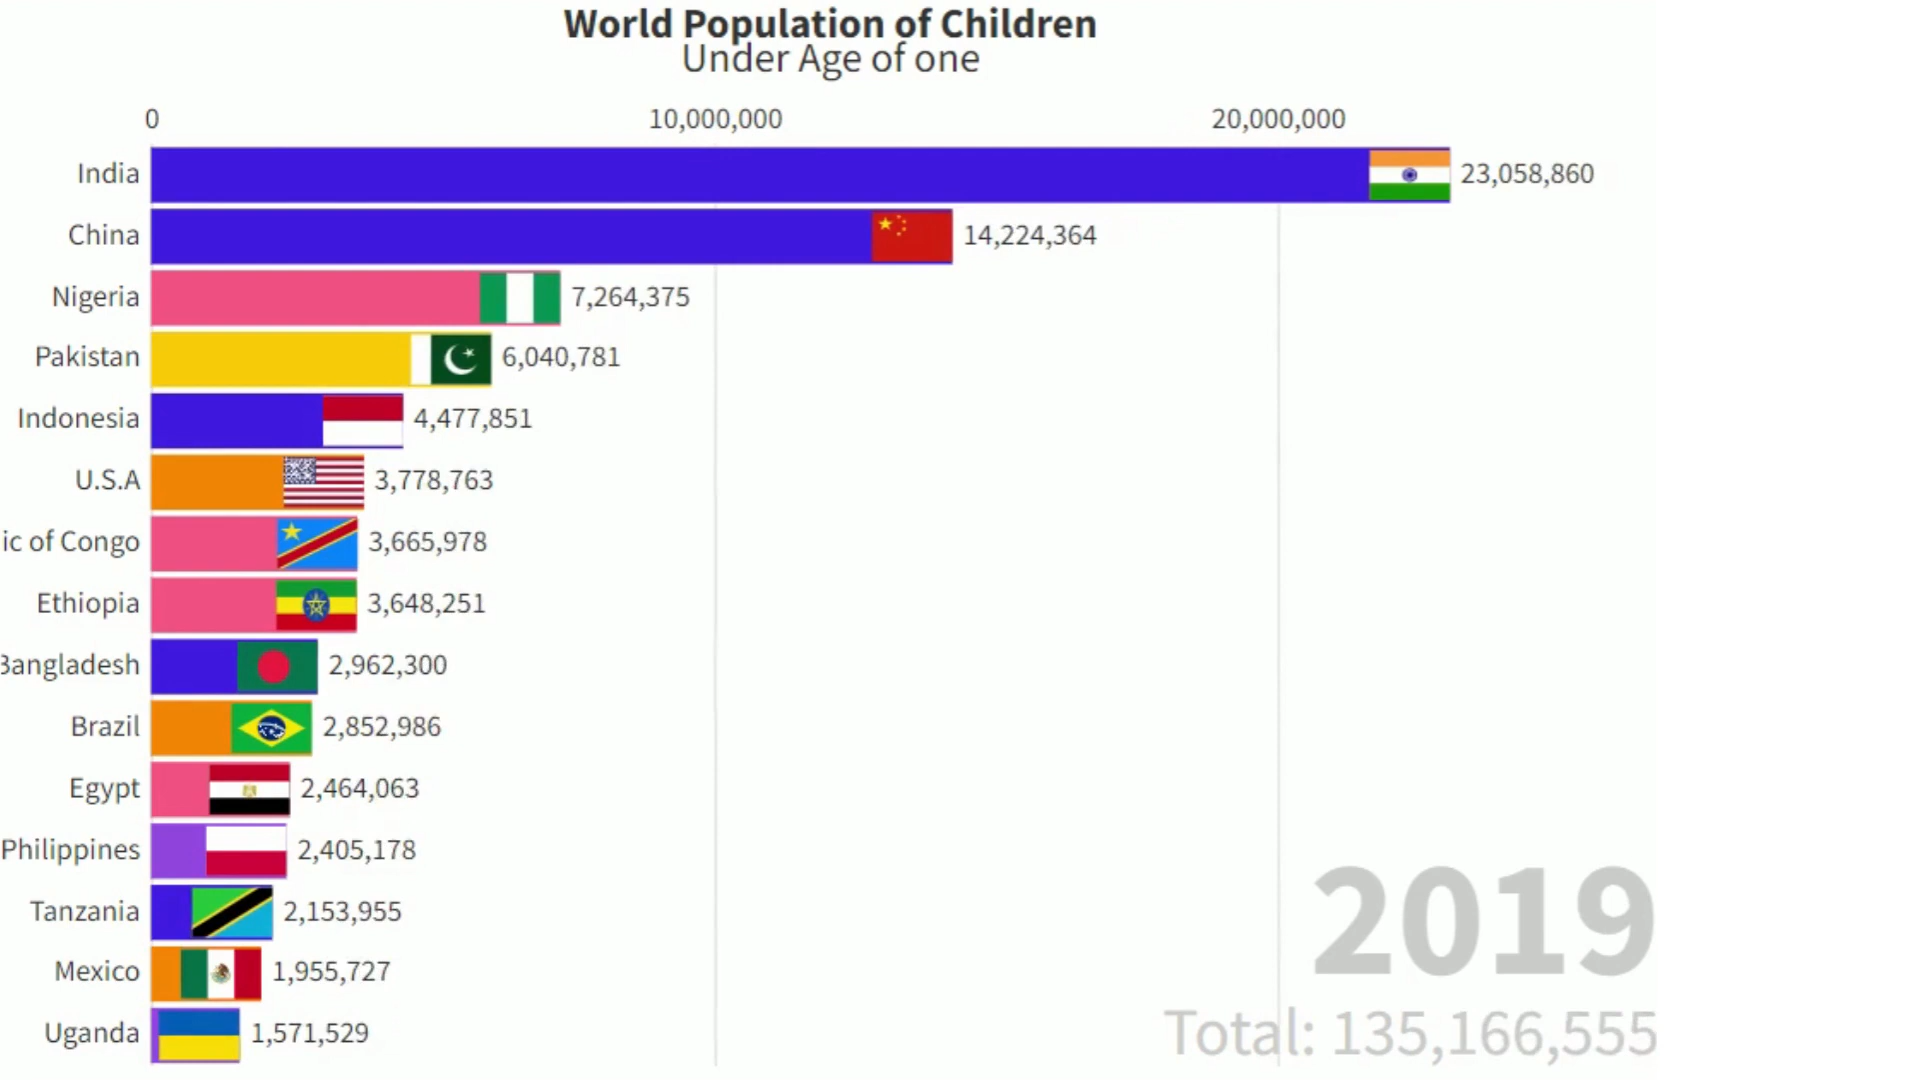 World Population of Children
Under Age of one
0 10,000,000 20,000,000
India 23,058,860
China 14,224,364
Nigeria 7,264,375
Pakistan 6,040,781
Indonesia 4,477,851
U.S.A 3,778,763
ic of Congo 3,665,978
Ethiopia 3,648,251
Bangladesh 2,962,300
Brazil 2,852,986
Egypt 2,464,063
Philippines 2,405,178
Tanzania 2,153,955
Mexico 1,955,727
Uganda 1,571,529
2019
Total: 135,166,555